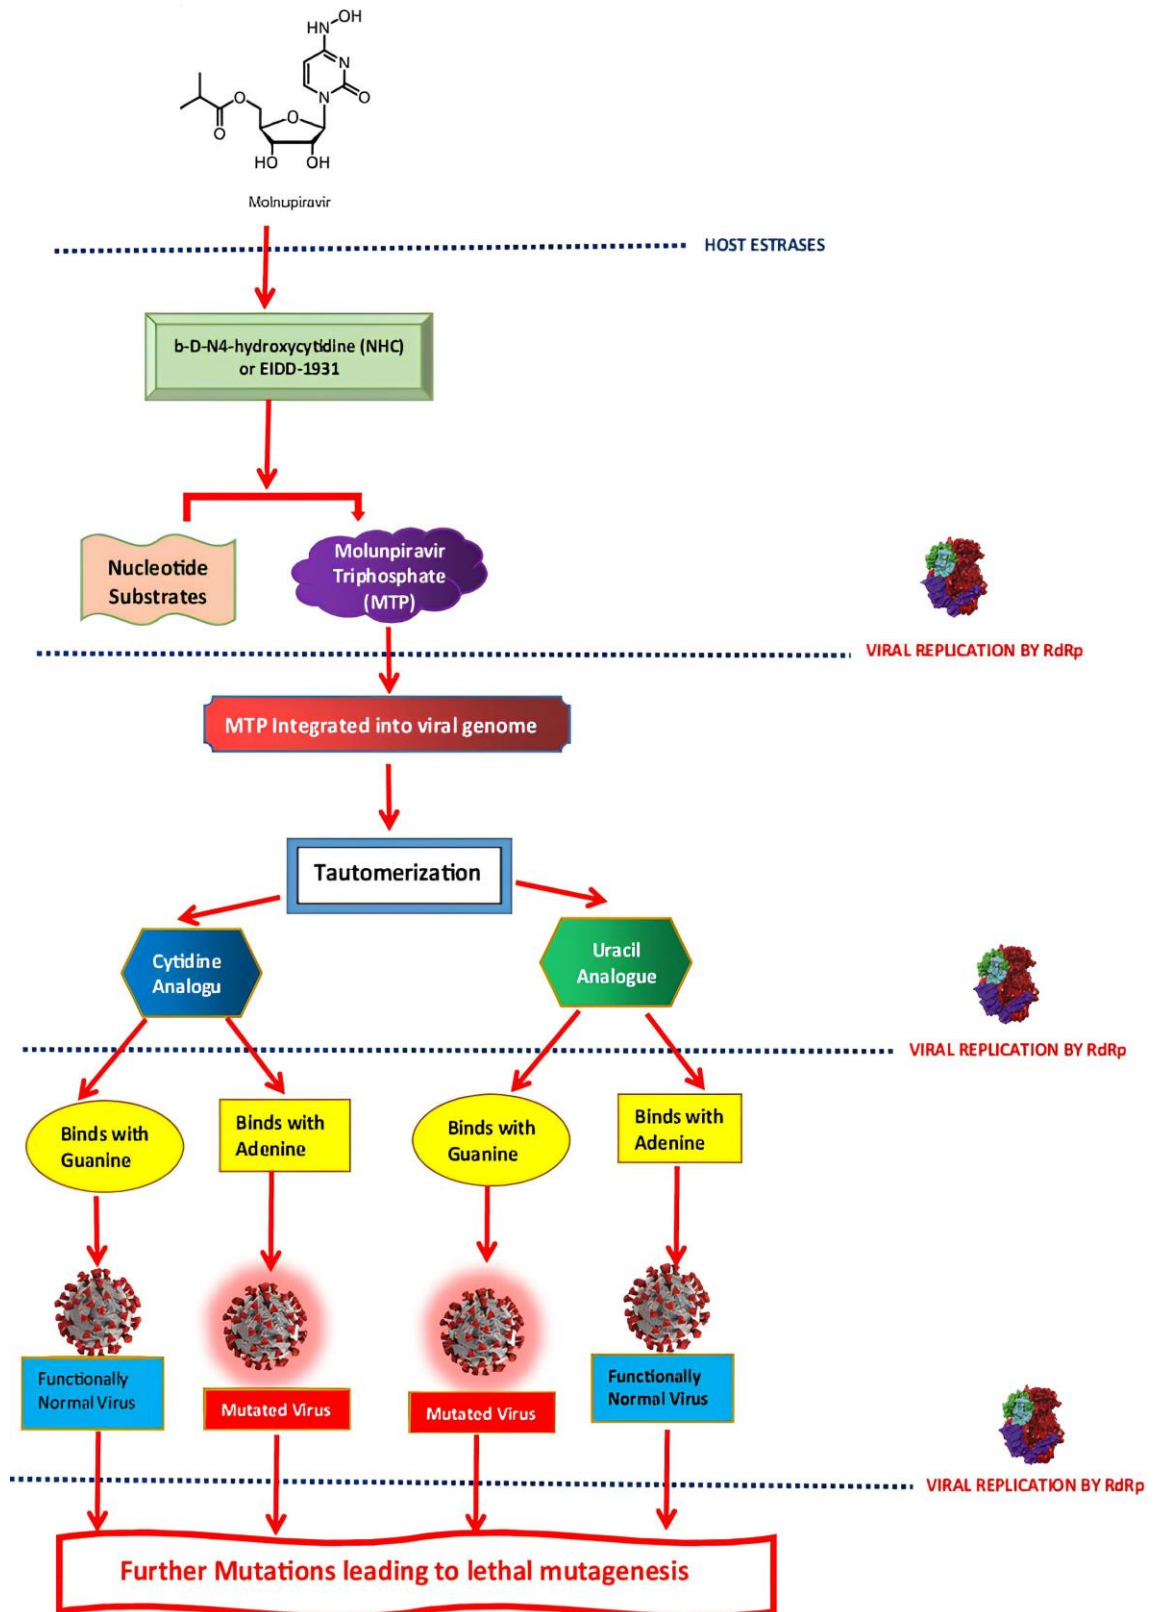 OH
HN
N
N
O
O
O
O
HO
OH
Molnupiravir
HOST ESTRASES
b-D-N4-hydroxycytidine (NHC)
or EIDD-1931
Nucleotide
Substrates
Molunpiravir
Triphosphate
(MTP)
VIRAL REPLICATION BY RdRp
MTP Integrated into viral genome
Tautomerization
Cytidine
Analogu
Uracil
Analogue
VIRAL REPLICATION BY RdRp
Binds with
Guanine
Binds with
Adenine
Binds with
Guanine
Binds with
Adenine
Functionally
Normal Virus
Mutated Virus
Mutated Virus
Functionally
Normal Virus
VIRAL REPLICATION BY RdRp
Further Mutations leading to lethal mutagenesis